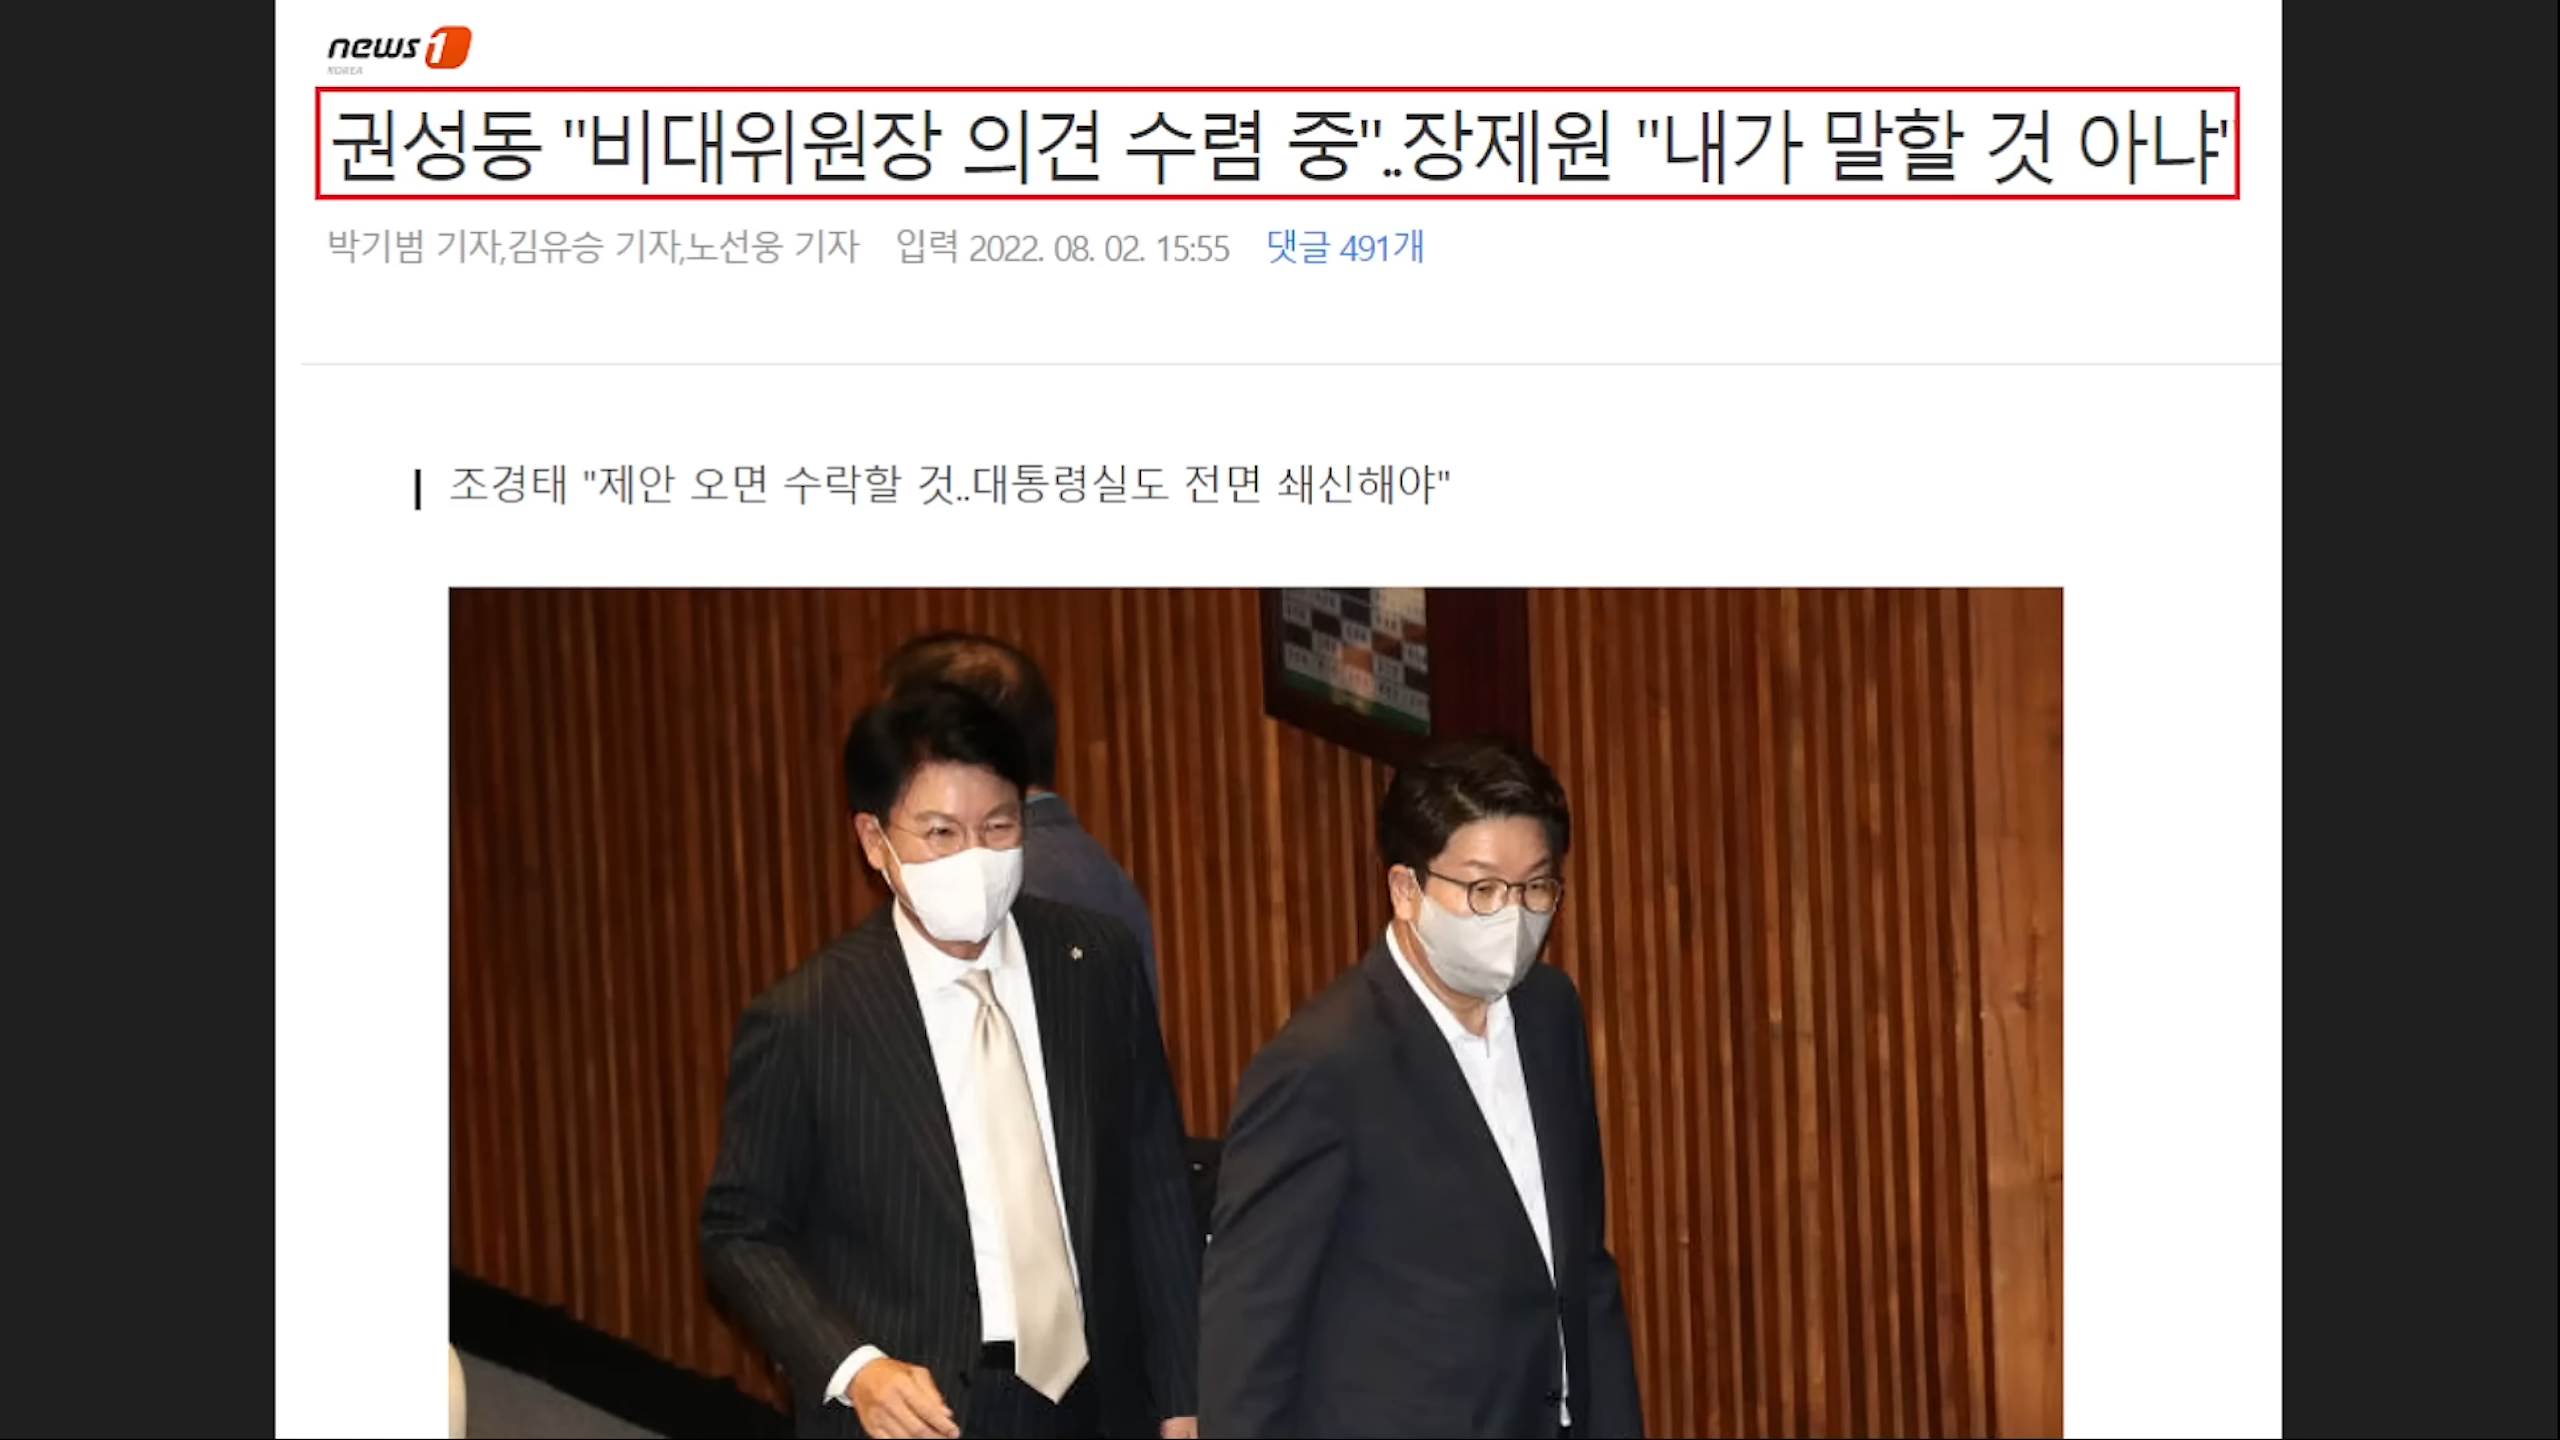 news1
KOREA
권성동 "비대위원장 의견 수렴 중"..장제원 "내가 말할 것 아냐"
박기범 기자,김유승 기자,노선웅 기자 입력 2022. 08. 02. 15:55 댓글 491개
조경태 "제안 오면 수락할 것..대통령실도 전면 쇄신해야"